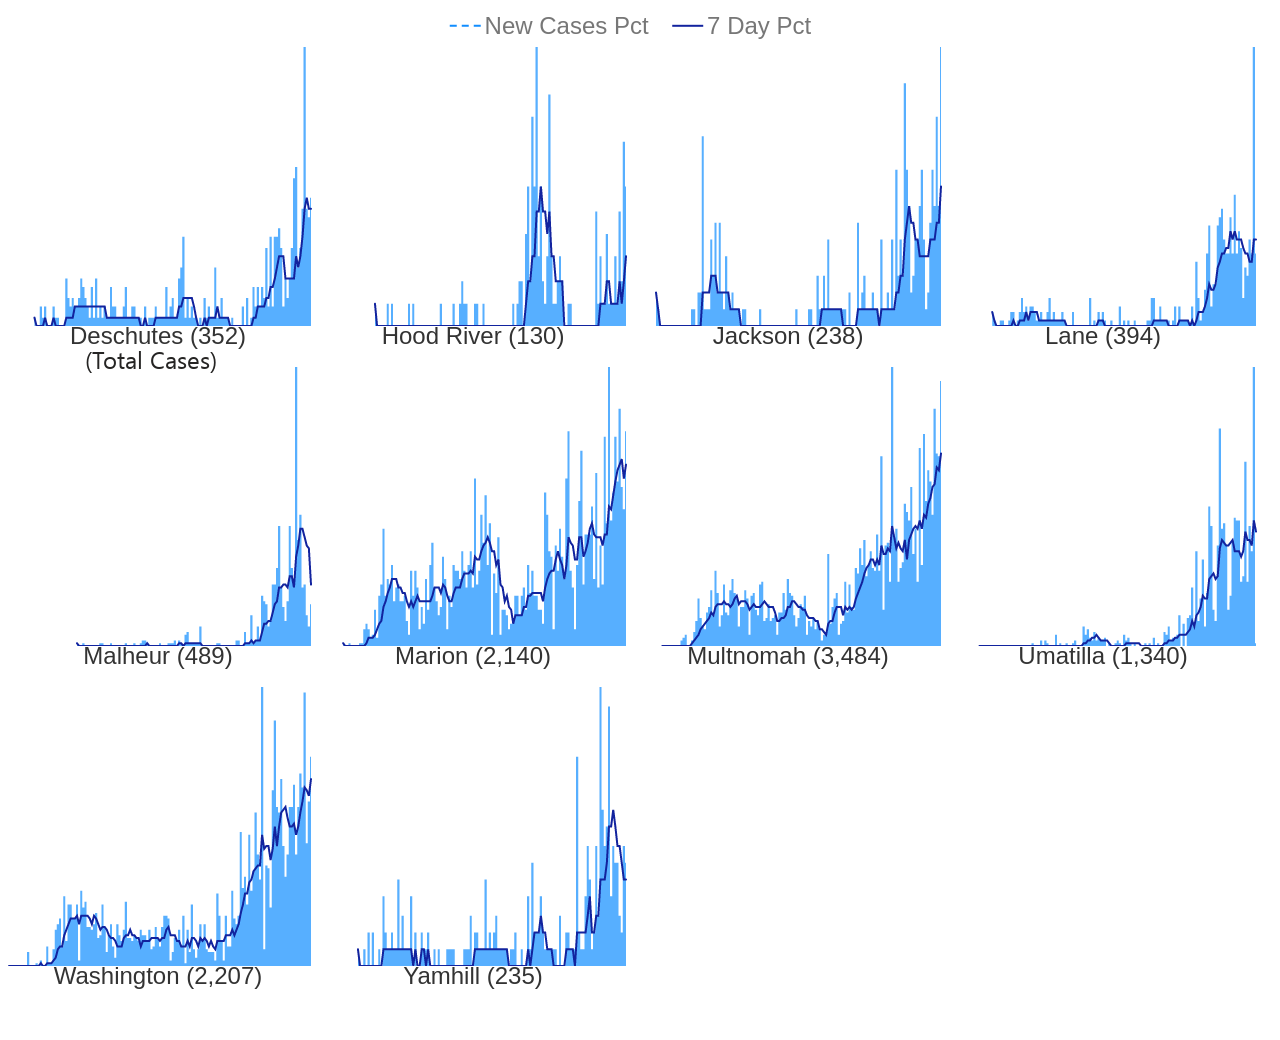 New Cases Pct 7 Day Pct
Deschutes (352) Hood River (130) Jackson (238) Lane (394)
(Total Cases)
Malheur (489) Marion (2,140) Multnomah (3,484) Umatilla (1,340)
Washington (2,207) Yamhill (235)